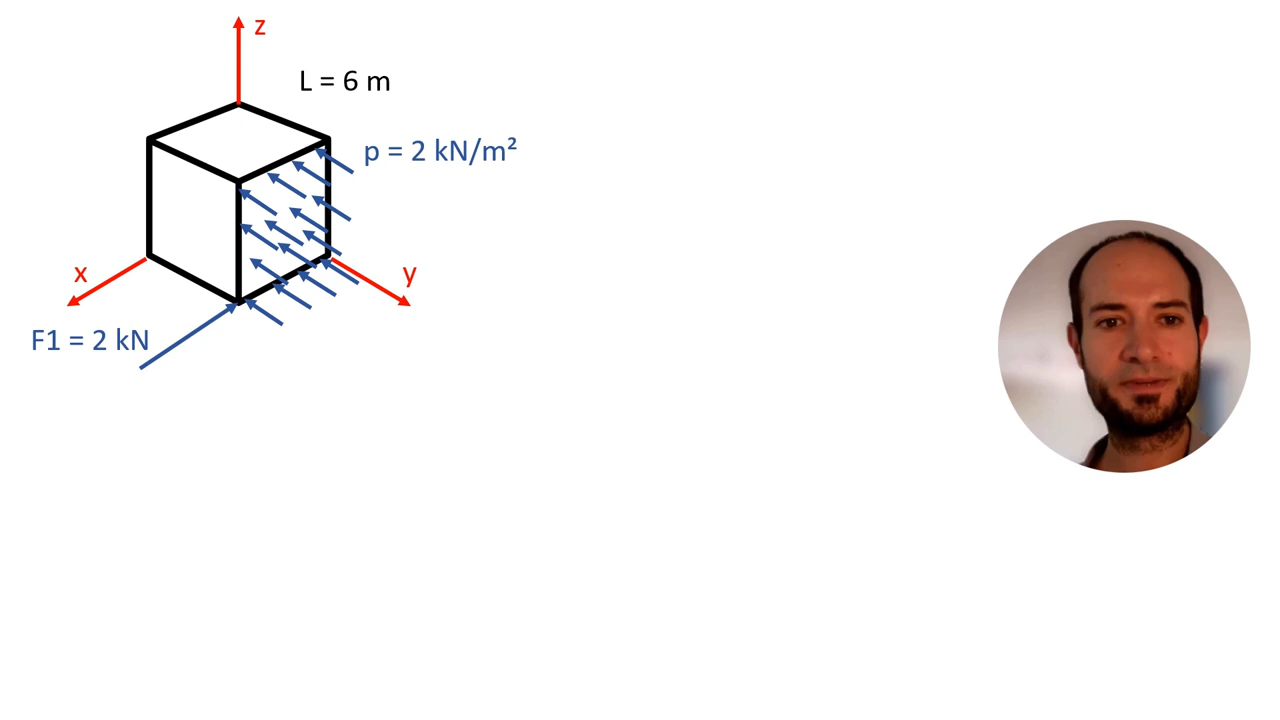 z
L = 6 m
p = 2 kN/m²
x
y
F1 = 2 kN